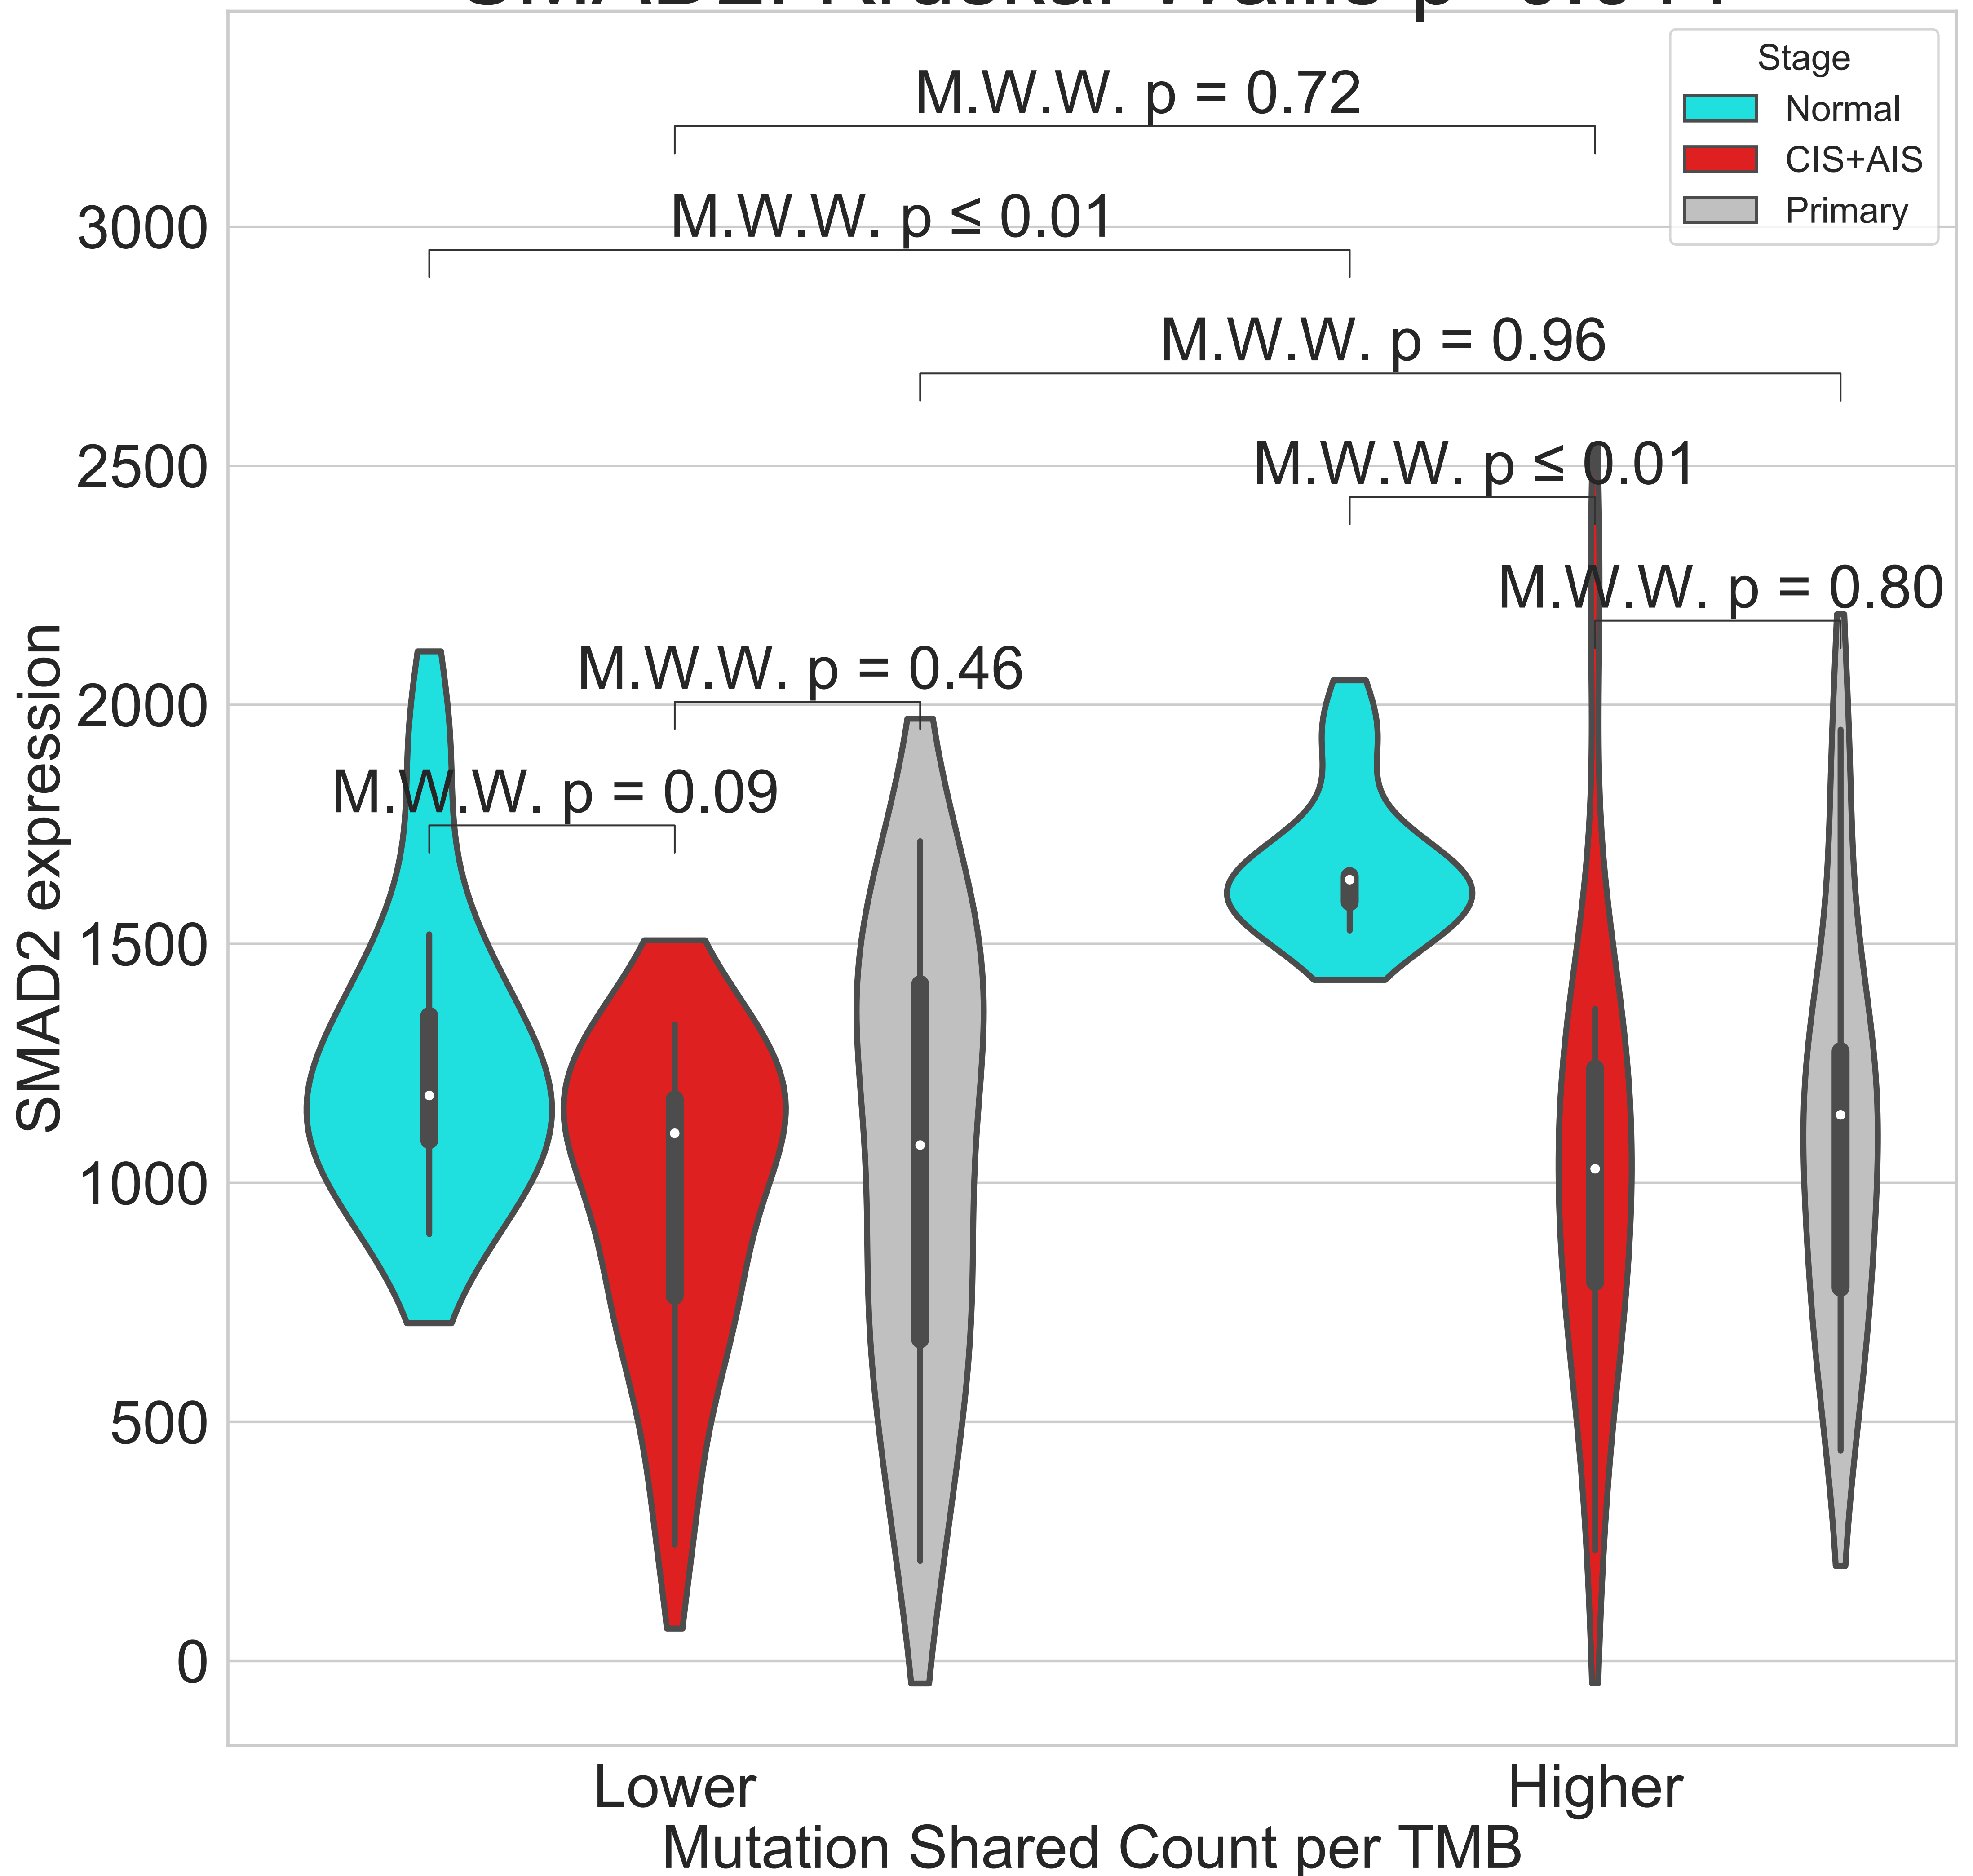 Stage
Normal
CIS+AIS
Primary
M.W.W. p = 0.72
M.W.W. p ≤ 0.01
M.W.W. p = 0.96
M.W.W. p ≤ 0.01
M.W.W. p = 0.80
M.W.W. p = 0.46
M.W.W. p = 0.09
SMAD2 expression
3000
2500
2000
1500
1000
500
0
Lower
Higher
Mutation Shared Count per TMB